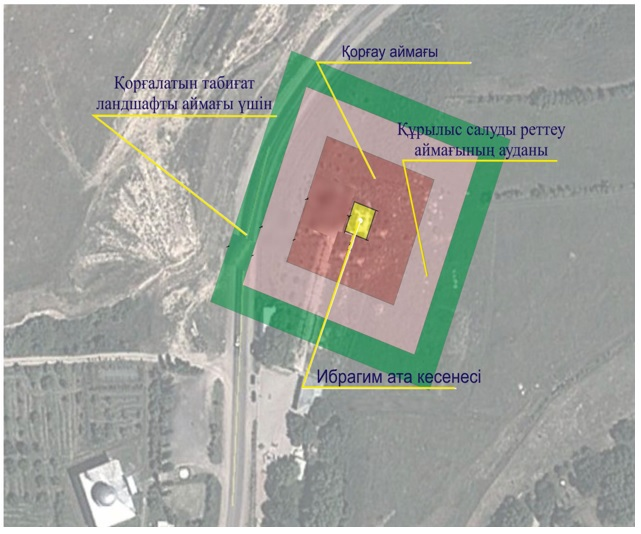 Қорғау аймағы
Қорғалатын табиғат
ландшафты аймағы үшін
Құрылыс салуды реттеу
аймағының ауданы
Ибрагим ата кесенесі